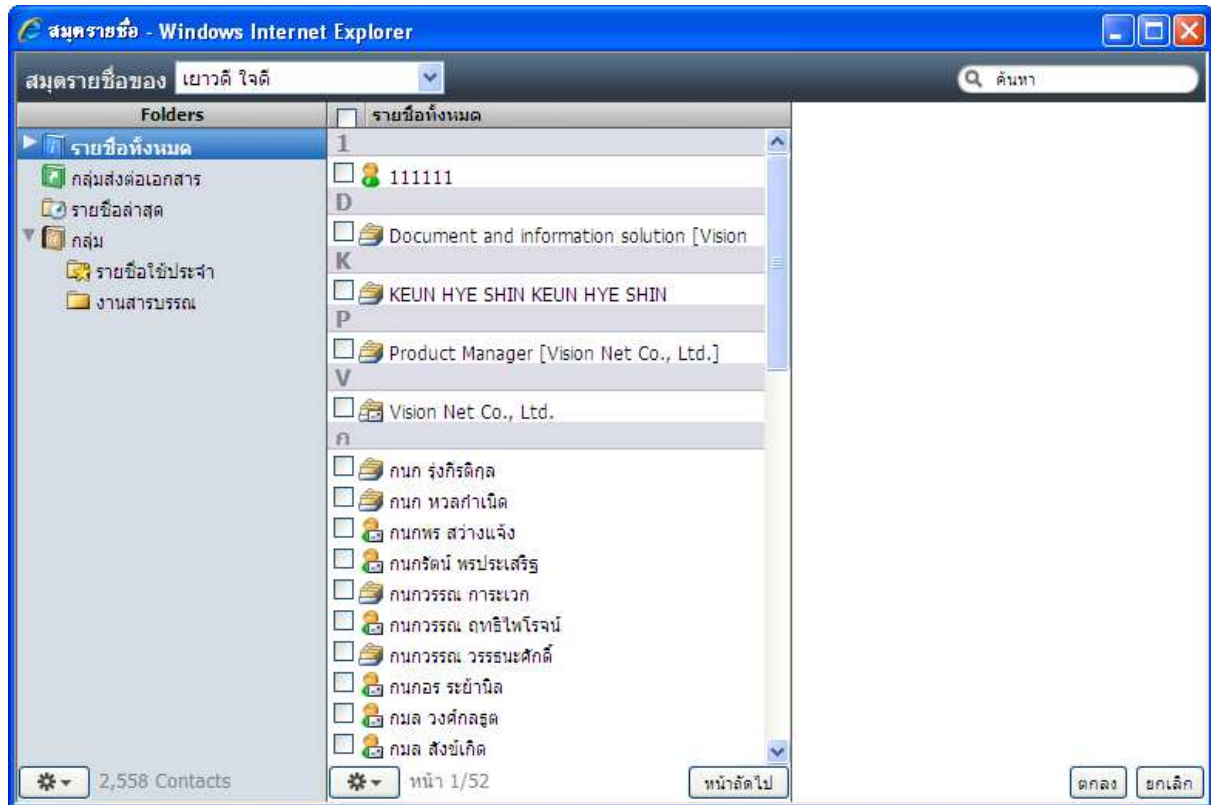 สมุดรายชื่อ - Windows Internet Explorer
สมุดรายชื่อของ เยาวดี ใจดี
ค้นหา
Folders
รายชื่อทั้งหมด
กลุ่มส่งต่อเอกสาร
รายชื่อล่าสุด
กลุ่ม
รายชื่อใช้ประจำ
งานสารบรรณ
2,558 Contacts
รายชื่อทั้งหมด
1
111111
D
Document and information solution [Vision
K
KEUN HYE SHIN KEUN HYE SHIN
P
Product Manager [Vision Net Co., Ltd.]
V
Vision Net Co., Ltd.
ก
กนก รุ่งกิรติกุล
กนก หวลกำเนิด
กนกพร สว่างแจ้ง
กนกรัตน์ พรประเสริฐ
กนกวรรณ การะเวก
กนกวรรณ ฤทธิไพโรจน์
กนกวรรณ วรรธนะศักดิ์
กนกอร ระย้านิล
กมล วงศ์กลธูต
กมล สังข์เกิด
หน้า 1/52
หน้าถัดไป
ตกลง
ยกเลิก